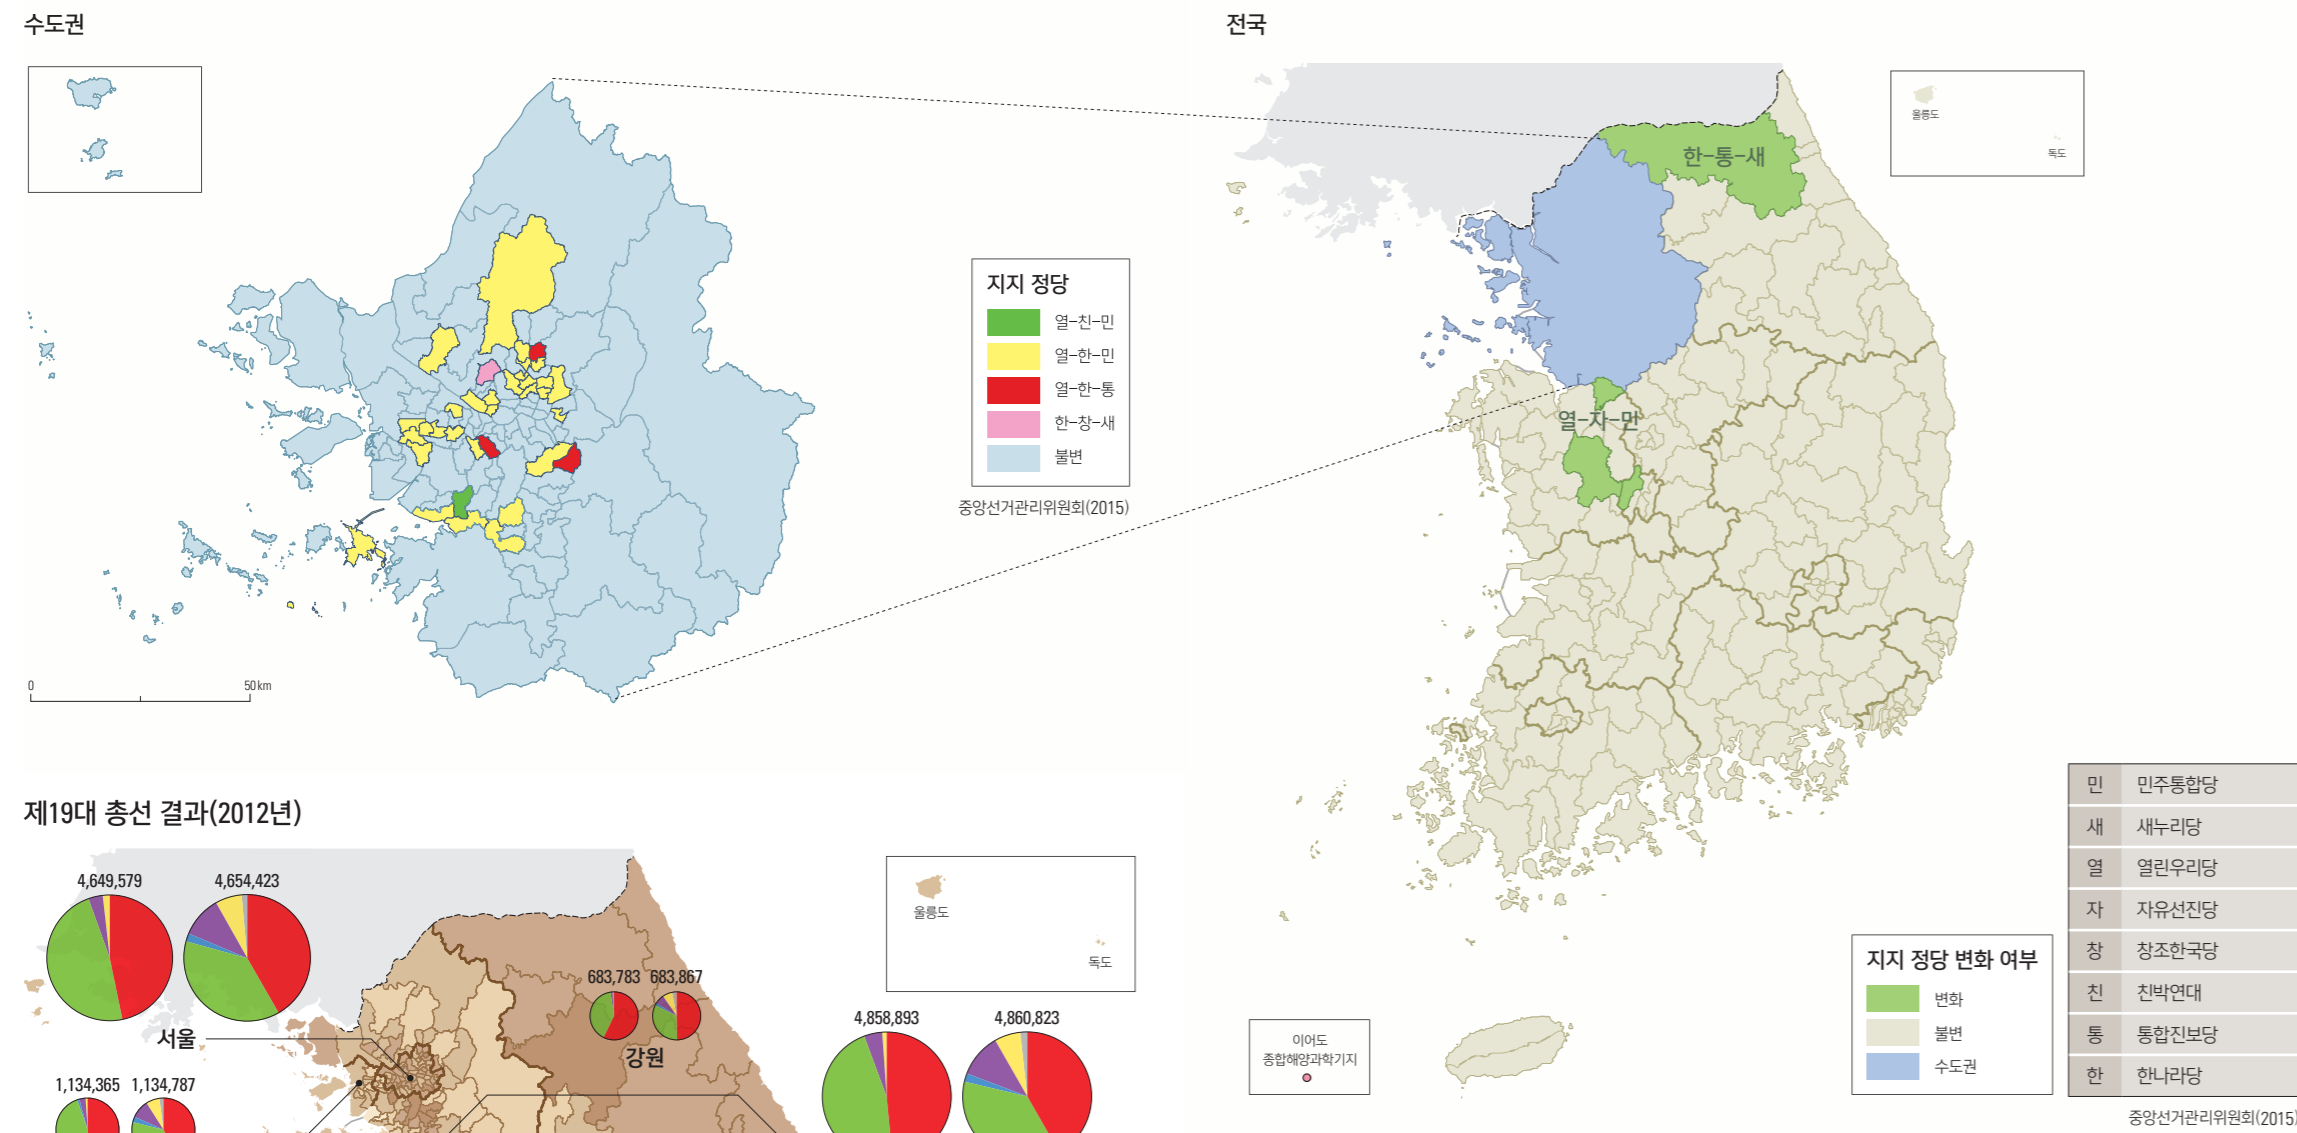 수도권
0
50km
지지 정당
열-친-민
열-한-민
열-한-통
한-창-새
불변
중앙선거관리위원회(2015)
전국
한-통-새
열-자-민
울릉도
독도
이어도
종합해양과학기지
지지 정당 변화 여부
변화
불변
수도권
민 민주통합당
새 새누리당
열 열린우리당
자 자유선진당
창 창조한국당
친 친박연대
통 통합진보당
한 한나라당
중앙선거관리위원회(2015)
제19대 총선 결과(2012년)
4,649,579 4,654,423
서울
1,134,365 1,134,787
683,783 683,867
강원
울릉도
독도
4,858,893 4,860,823